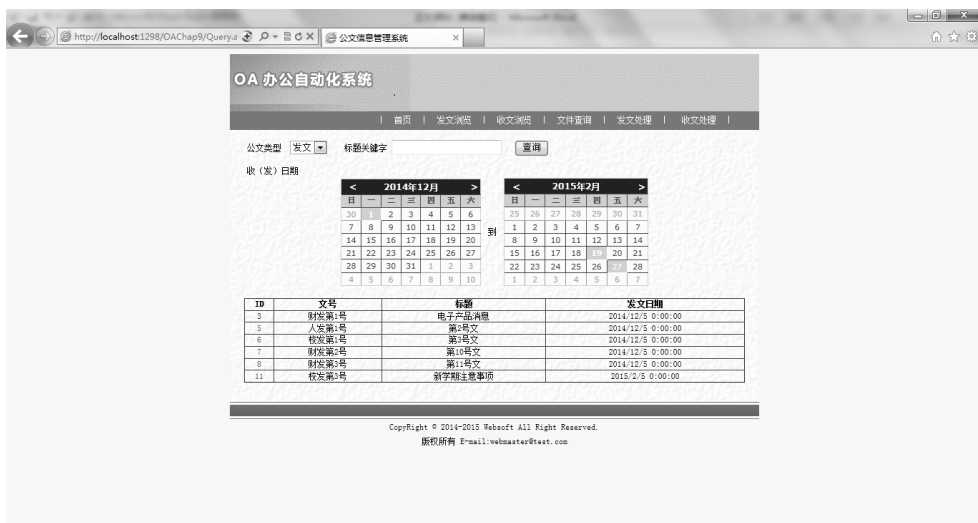 http://localhost:1298/OAChap9/Query.a
公文信息管理系统
OA 办公自动化系统
| 首页 | 发文浏览 | 收文浏览 | 文件查询 | 发文处理 | 收文处理 |
公文类型 发文 标题关键字 查询
收（发）日期
< 2014年12月 > < 2015年2月 >
日 一 二 三 四 五 六 日 一 二 三 四 五 六
30 1 2 3 4 5 6 25 26 27 28 29 30 31
7 8 9 10 11 12 13 到 1 2 3 4 5 6 7
14 15 16 17 18 19 20 8 9 10 11 12 13 14
21 22 23 24 25 26 27 15 16 17 18 19 20 21
28 29 30 31 1 2 3 22 23 24 25 26 27 28
4 5 6 7 8 9 10 1 2 3 4 5 6 7
ID 文号 标题 发文日期
3 财发第1号 电子产品消息 2014/12/5 0:00:00
5 人发第1号 第2号文 2014/12/5 0:00:00
6 校发第1号 第3号文 2014/12/5 0:00:00
7 财发第2号 第10号文 2014/12/5 0:00:00
8 财发第3号 第11号文 2014/12/5 0:00:00
11 校发第3号 新学期注意事项 2015/2/5 0:00:00
CopyRight © 2014-2015 Websoft All Right Reserved.
版权所有 E-mail:webmaster@test.com